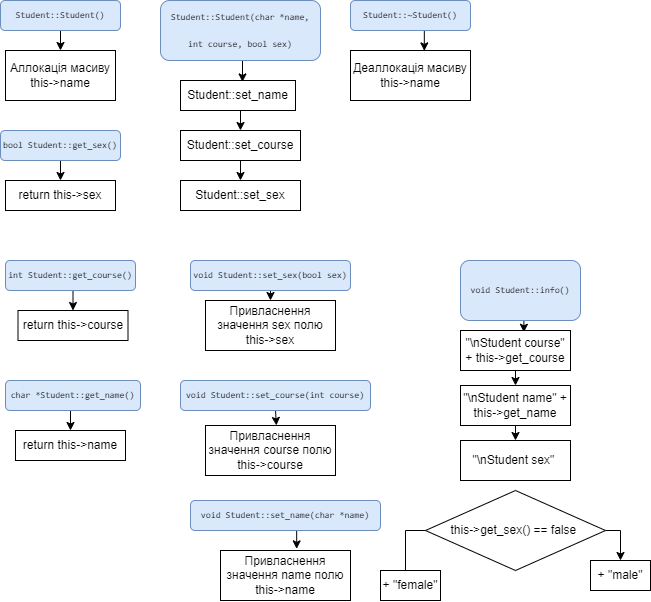 Student::Student()
Аллокація масиву
this->name
Student::Student(char *name,
int course, bool sex)
Student::set_name
Student::set_course
Student::set_sex
Student::~Student()
Деаллокація масиву
this->name
bool Student::get_sex()
return this->sex
int Student::get_course()
return this->course
void Student::set_sex(bool sex)
Привласнення
значення sex полю
this->sex
void Student::info()
"\nStudent course"
+ this->get_course
"\nStudent name" +
this->get_name
"\nStudent sex"
this->get_sex() == false
+ "female"
+ "male"
char *Student::get_name()
return this->name
void Student::set_course(int course)
Привласнення
значення course полю
this->course
void Student::set_name(char *name)
Привласнення
значення name полю
this->name